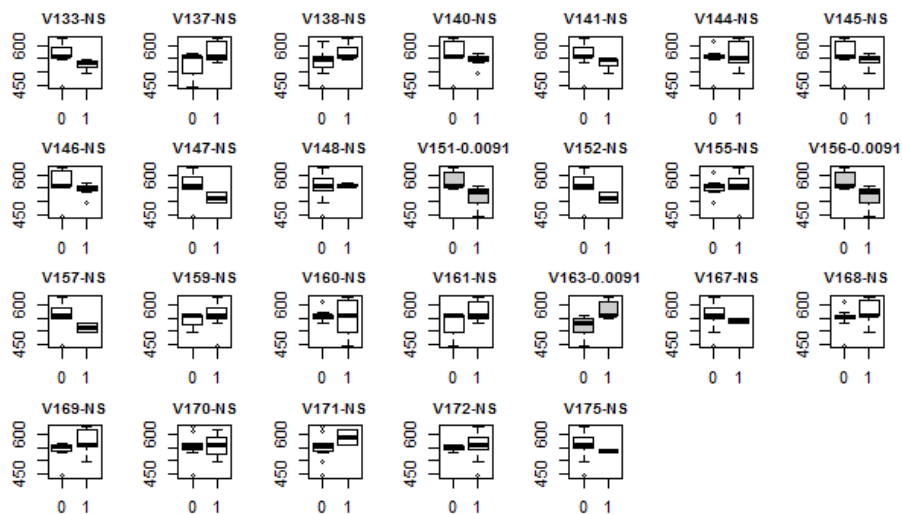 V133-NS V137-NS V138-NS V140-NS V141-NS V144-NS V145-NS
450 600 450 600 450 600 450 600 450 600 450 600 450 600
0 1 0 1 0 1 0 1 0 1 0 1 0 1
V146-NS V147-NS V148-NS V151-0.0091 V152-NS V155-NS V156-0.0091
450 600 450 600 450 600 450 600 450 600 450 600 450 600
0 1 0 1 0 1 0 1 0 1 0 1 0 1
V157-NS V159-NS V160-NS V161-NS V163-0.0091 V167-NS V168-NS
450 600 450 600 450 600 450 600 450 600 450 600 450 600
0 1 0 1 0 1 0 1 0 1 0 1 0 1
V169-NS V170-NS V171-NS V172-NS V175-NS
450 600 450 600 450 600 450 600 450 600
0 1 0 1 0 1 0 1 0 1